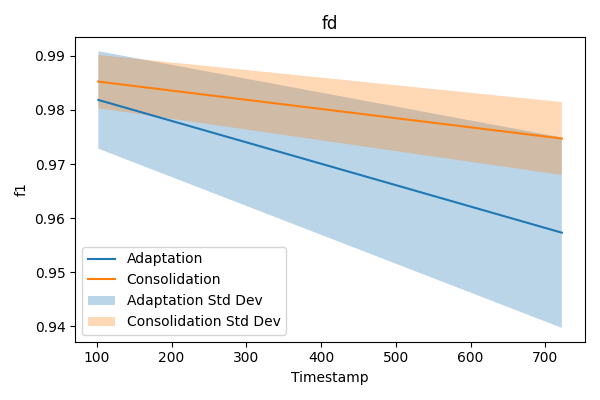 fd
f1
0.99
0.98
0.97
0.96
0.95
0.94
Adaptation
Consolidation
Adaptation Std Dev
Consolidation Std Dev
100 200 300 400 500 600 700
Timestamp